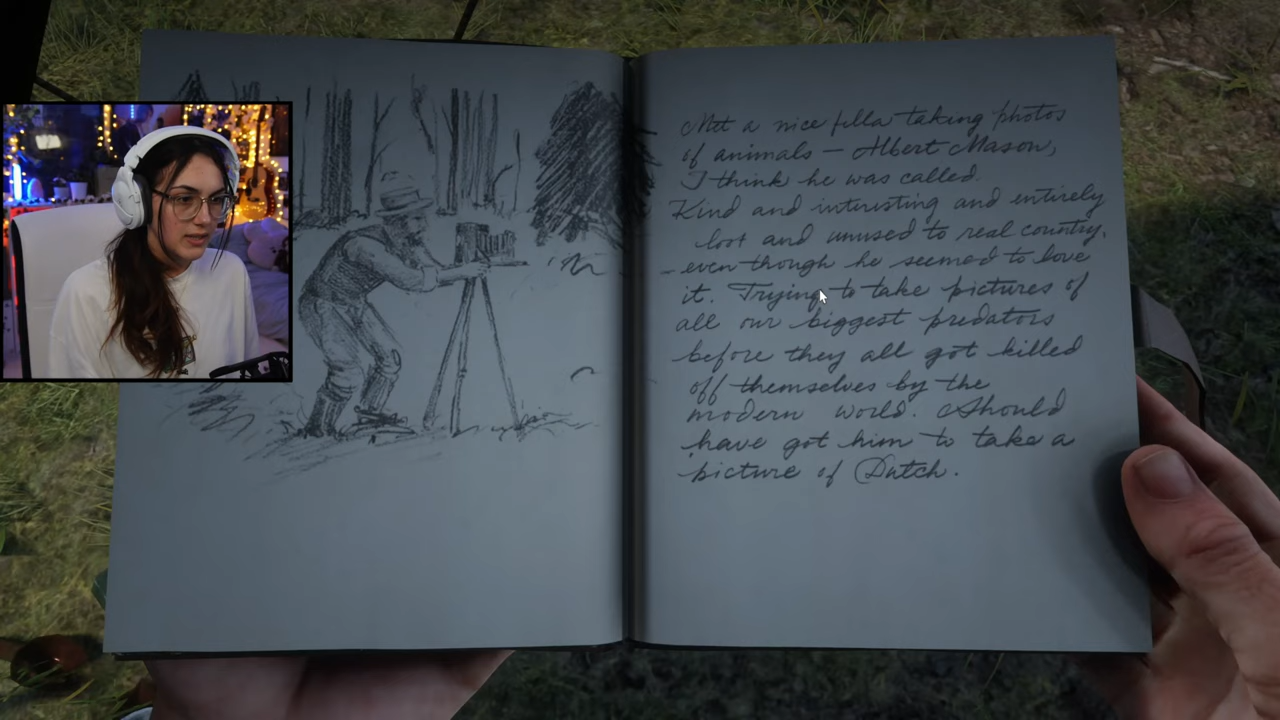 Met a nice fella taking photos
of animals – Albert Mason,
I think he was called.
Kind and interesting and entirely
lost and unused to real country,
even though he seemed to love
it. Trying to take pictures of
all our biggest predators
before they all got killed
off themselves by the
modern world. Should
have got him to take a
picture of Dutch.